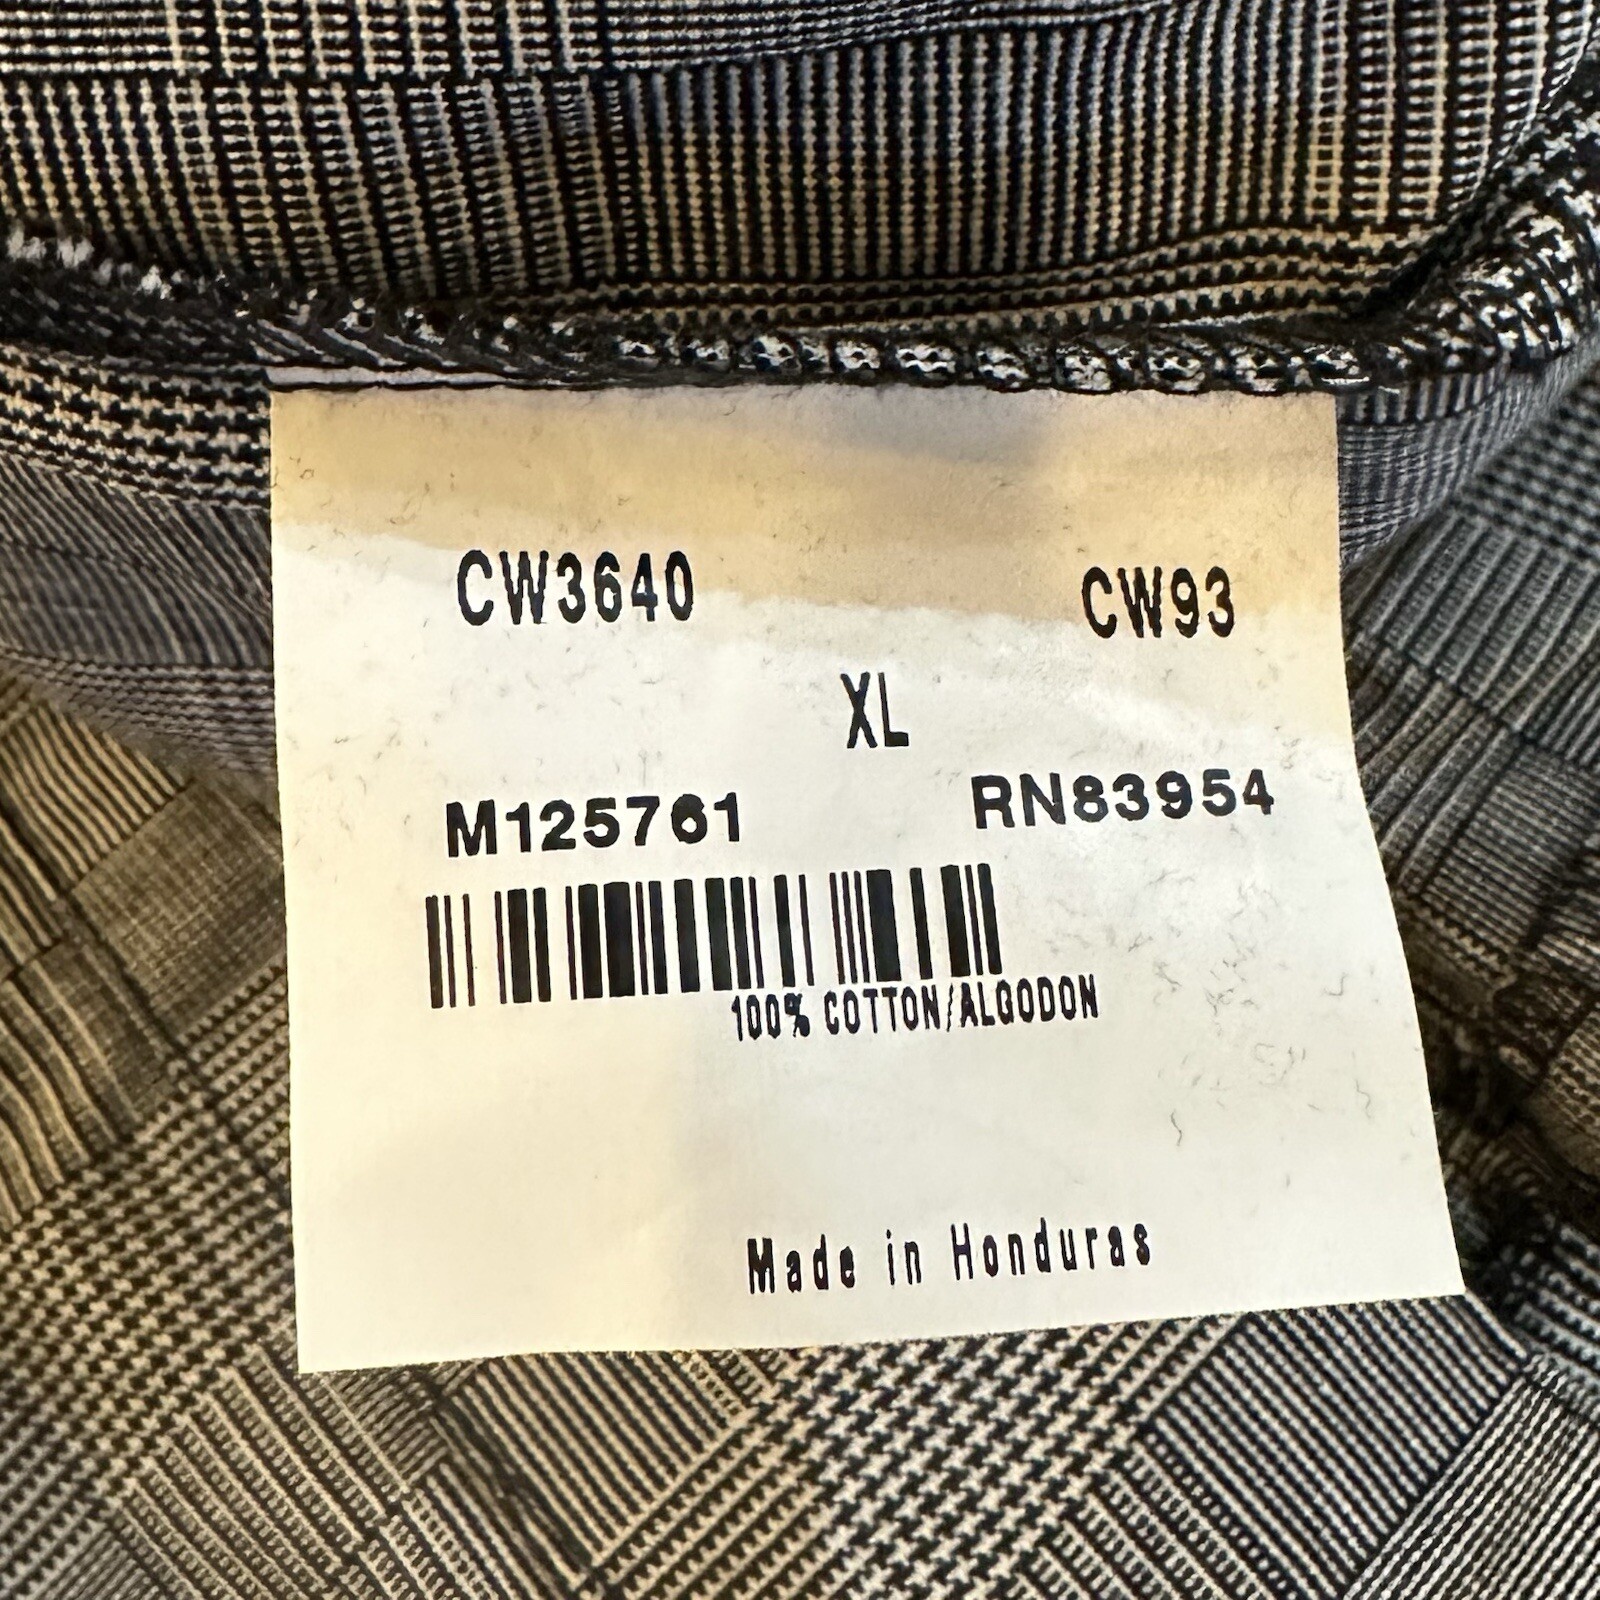 CW3640 CW93
XL
M125761 RN83954
100% COTTON/ALGODON
Made in Honduras